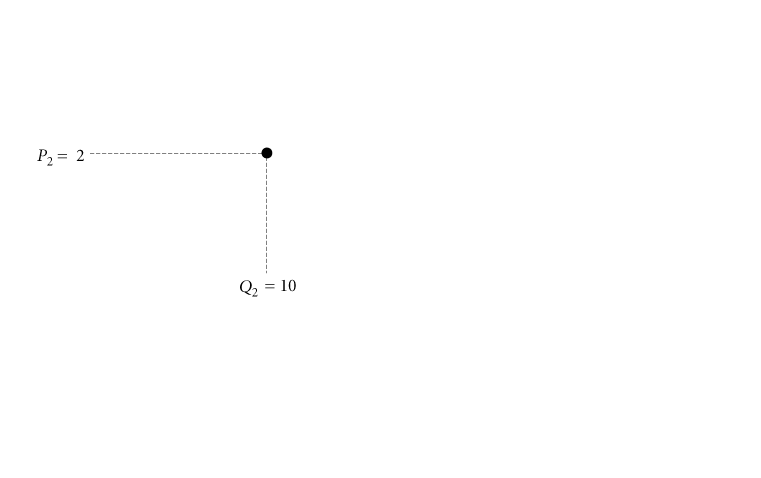 P₂ = 2
Q₂ = 10